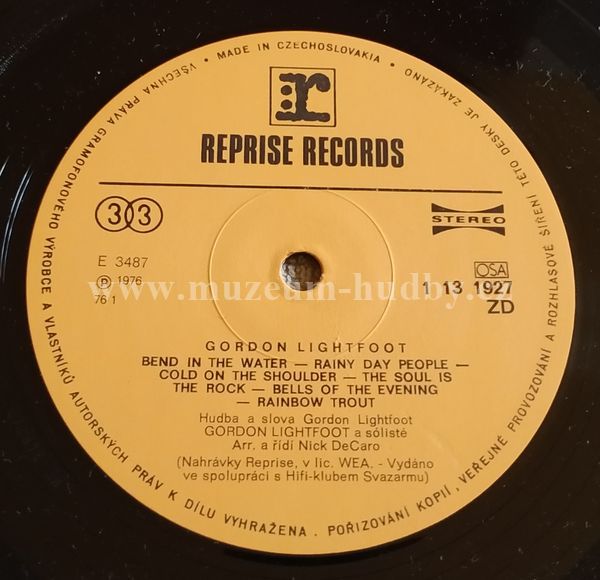 VŠECHNA PRÁVA GRAMOFONOVÉHO VÝROBCE A VLASTNÍKŮ AUTORSKÝCH PRÁV K DÍLU VYHRAŽENA. POŘIZOVÁNÍ KOPIÍ, VEŘEJNÉ PROVOZOVÁNÍ A ROZHLASOVÉ ŠÍŘENÍ TÉTO DESKY JE ZAKÁZÁNO • MADE IN CZECHOSLOVAKIA •
r
REPRISE RECORDS
33
STEREO
E 3487
Ⓟ 1976
76 1
OSA
1 13 1927
ZD
www.muzeum-hudby.cz
GORDON LIGHTFOOT
BEND IN THE WATER — RAINY DAY PEOPLE —
COLD ON THE SHOULDER — THE SOUL IS
THE ROCK — BELLS OF THE EVENING
— RAINBOW TROUT
Hudba a slova Gordon Lightfoot
GORDON LIGHTFOOT a sólisté
Arr. a řídí Nick DeCaro
(Nahrávky Reprise, v lic. WEA. - Vydáno
ve spolupráci s Hifi-klubem Svazarmu)